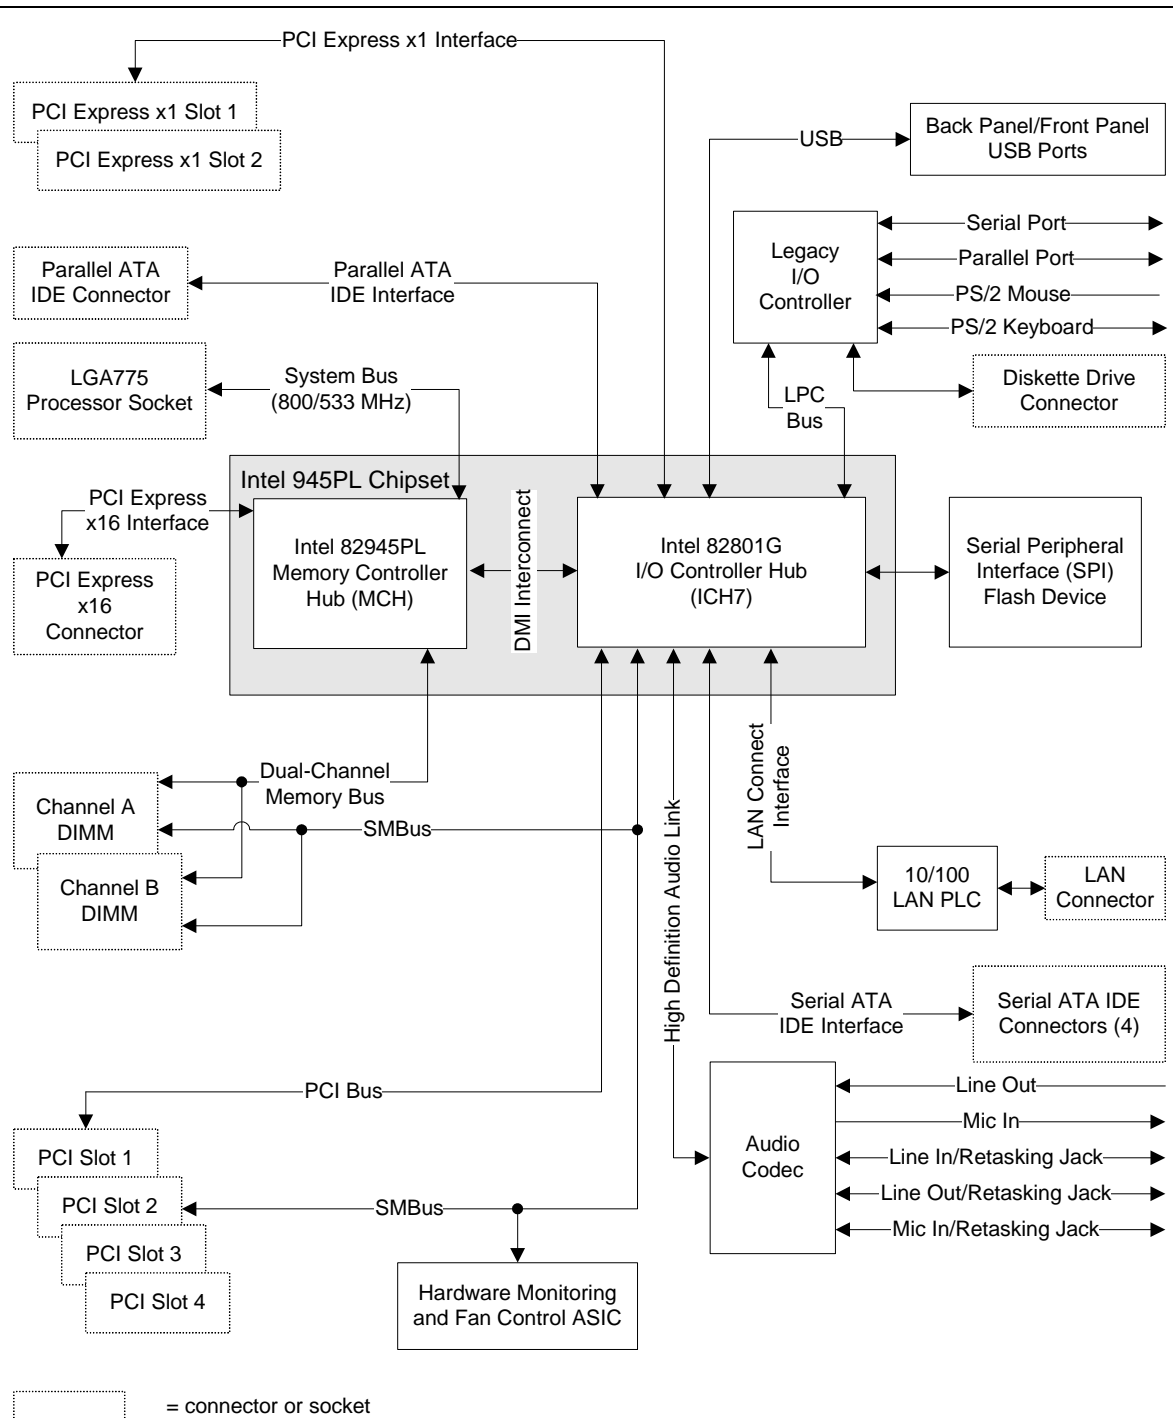 PCI Express x1 Interface
PCI Express x1 Slot 1
PCI Express x1 Slot 2
USB
Back Panel/Front Panel
USB Ports
Legacy
I/O
Controller
Serial Port
Parallel Port
PS/2 Mouse
PS/2 Keyboard
Parallel ATA
IDE Connector
Parallel ATA
IDE Interface
LGA775
Processor Socket
System Bus
(800/533 MHz)
LPC
Bus
Diskette Drive
Connector
Intel 945PL Chipset
PCI Express
x16 Interface
PCI Express
x16
Connector
Intel 82945PL
Memory Controller
Hub (MCH)
DMI Interconnect
Intel 82801G
I/O Controller Hub
(ICH7)
Serial Peripheral
Interface (SPI)
Flash Device
Dual-Channel
Memory Bus
Channel A
DIMM
SMBus
Channel B
DIMM
High Definition Audio Link
LAN Connect
Interface
10/100
LAN PLC
LAN
Connector
Serial ATA
IDE Interface
Serial ATA IDE
Connectors (4)
PCI Bus
PCI Slot 1
PCI Slot 2
PCI Slot 3
PCI Slot 4
SMBus
Hardware Monitoring
and Fan Control ASIC
Audio
Codec
Line Out
Mic In
Line In/Retasking Jack
Line Out/Retasking Jack
Mic In/Retasking Jack
= connector or socket